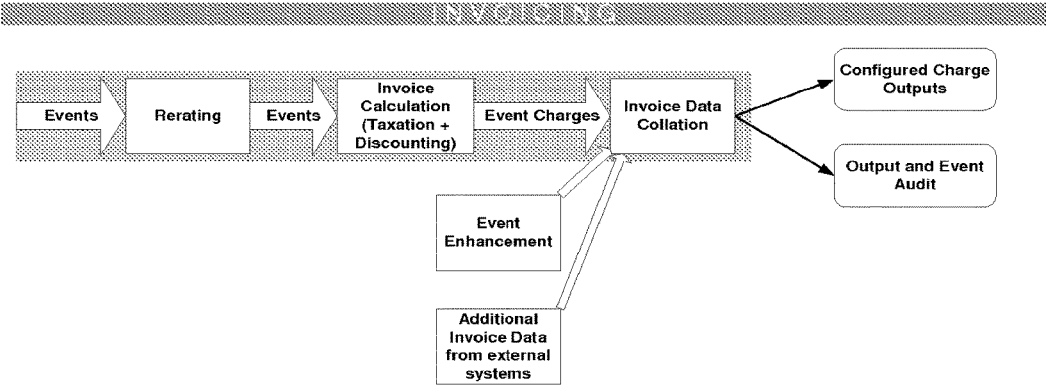 INVOICING
Events
Rerating
Events
Invoice
Calculation
(Taxation +
Discounting)
Event Charges
Invoice Data
Collation
Configured Charge
Outputs
Output and Event
Audit
Event
Enhancement
Additional
Invoice Data
from external
systems